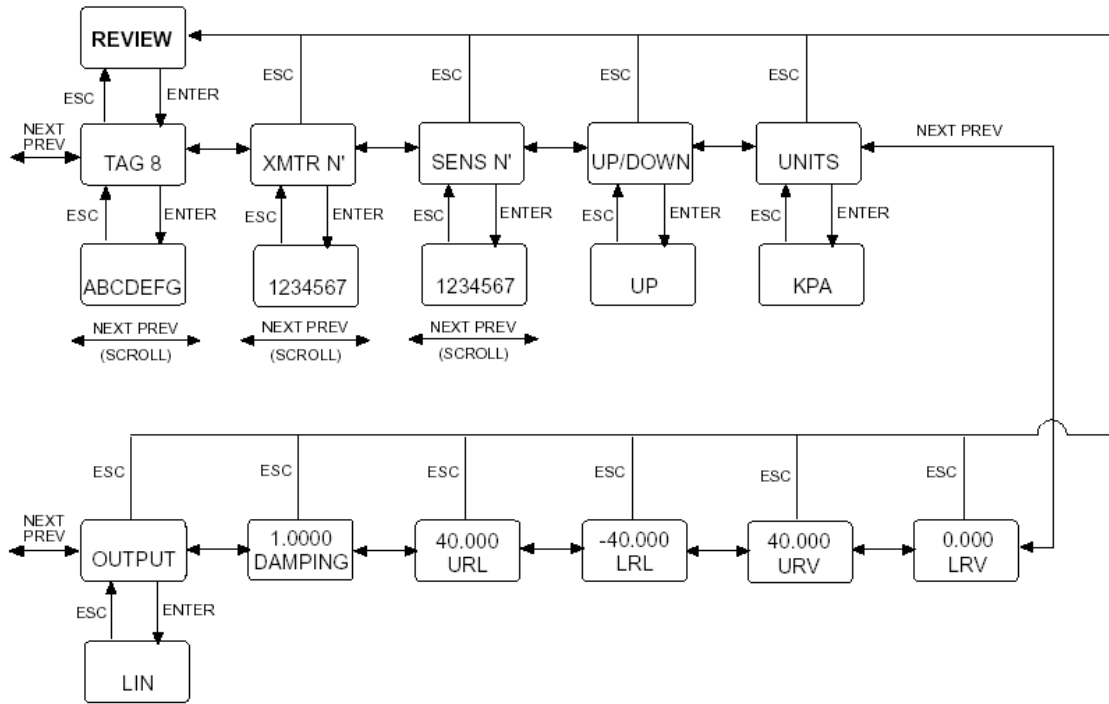 REVIEW
ESC
ENTER
ESC
ESC
ESC
ESC
NEXT
PREV
TAG 8
XMTR N'
SENS N'
UP/DOWN
UNITS
NEXT PREV
ESC
ENTER
ESC
ENTER
ESC
ENTER
ESC
ENTER
ESC
ENTER
ABCDEFG
1234567
1234567
UP
KPA
NEXT PREV
(SCROLL)
NEXT PREV
(SCROLL)
NEXT PREV
(SCROLL)
ESC
ESC
ESC
ESC
ESC
ESC
NEXT
PREV
OUTPUT
1.0000
DAMPING
40.000
URL
-40.000
LRL
40.000
URV
0.000
LRV
ESC
ENTER
LIN